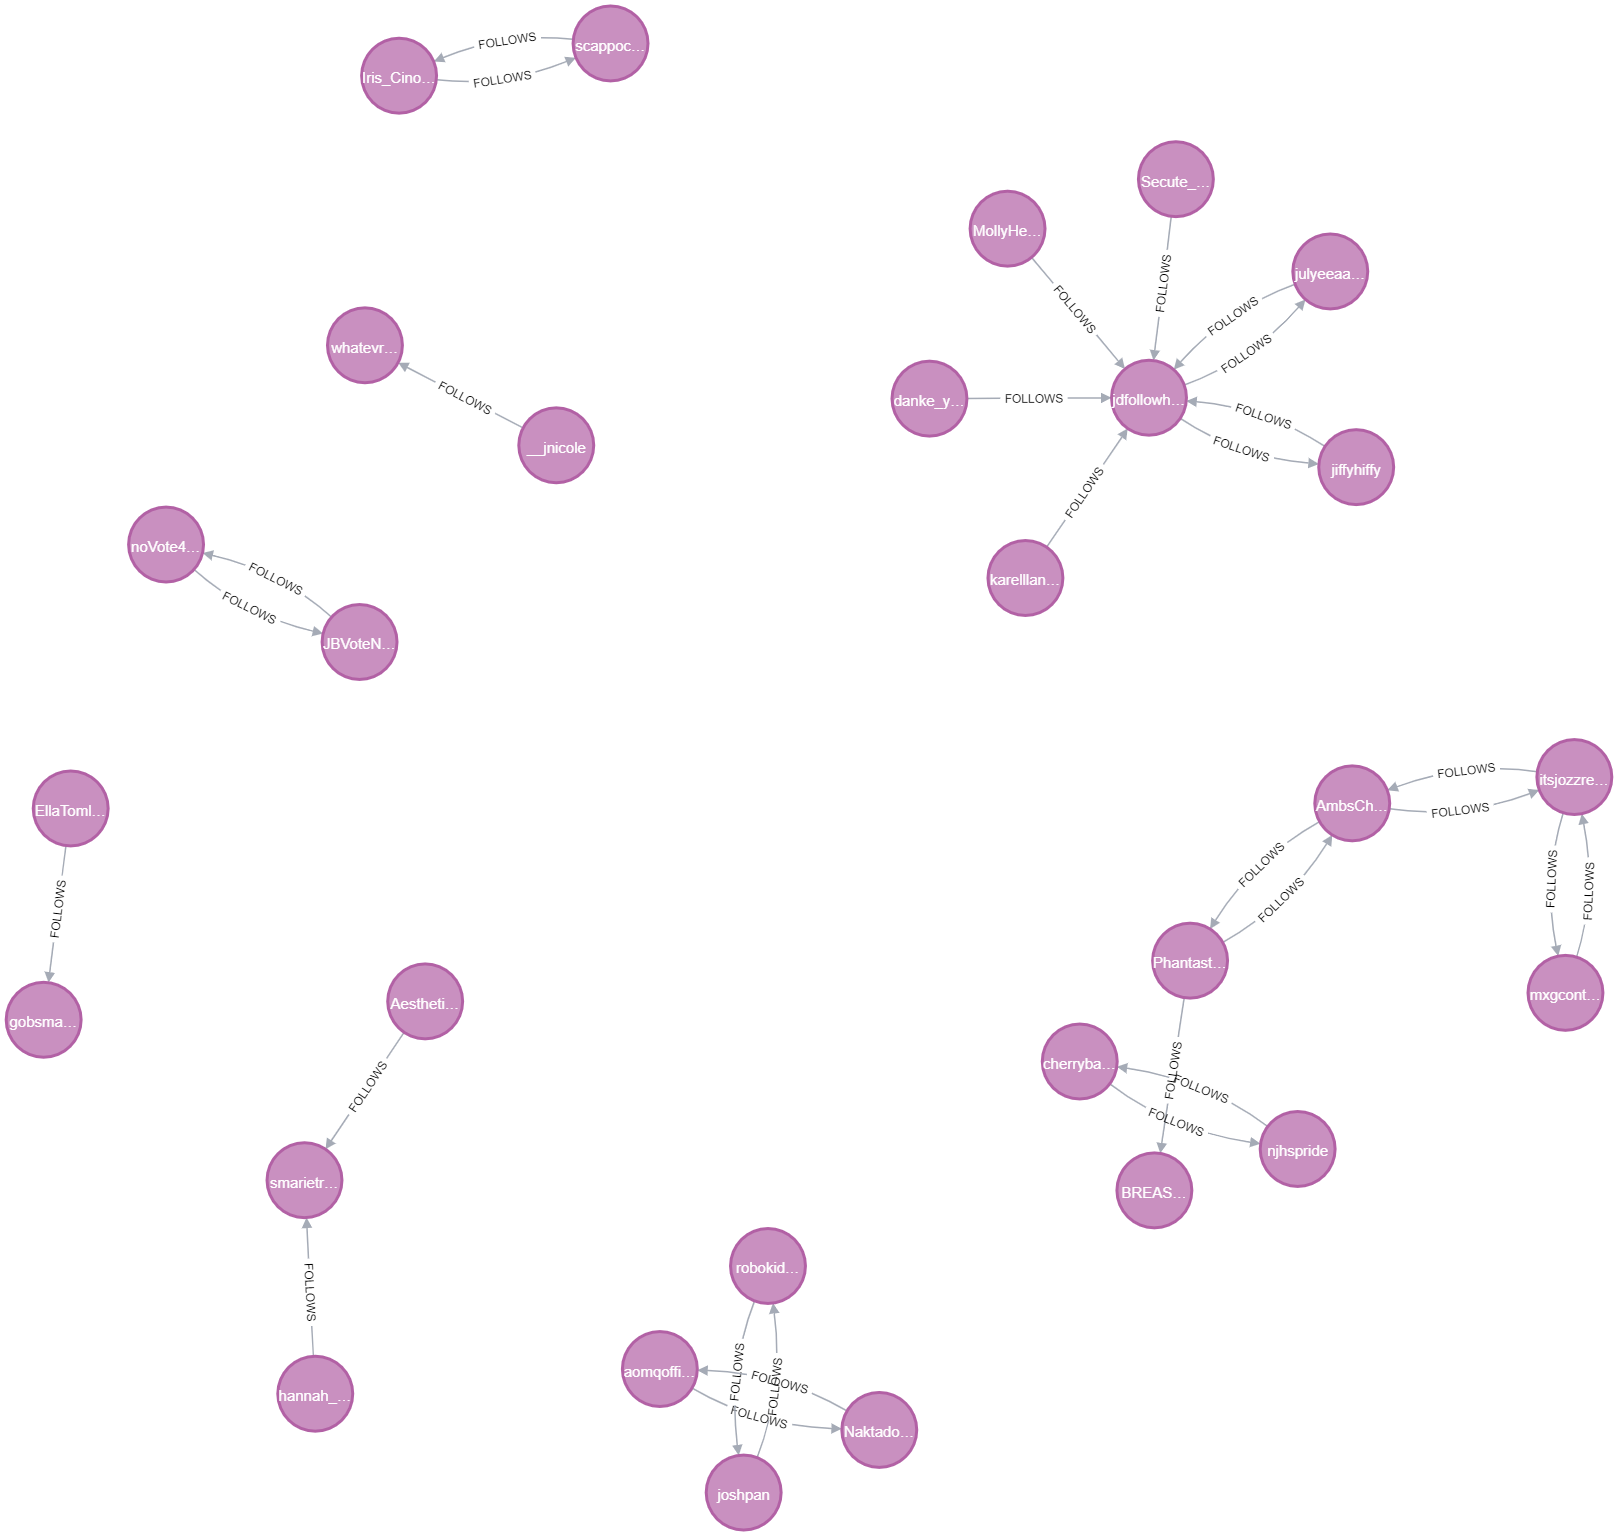 scappoc...
FOLLOWS
Iris_Cino...
FOLLOWS
Secute_...
MollyHe...
julyeeaa...
FOLLOWS
FOLLOWS
FOLLOWS
whatevr...
FOLLOWS
FOLLOWS
danke_y...
FOLLOWS
jdfollowh...
FOLLOWS
__jnicole
FOLLOWS
jiffyhiffy
FOLLOWS
noVote4...
FOLLOWS
karelllan...
FOLLOWS
JBVoteN...
FOLLOWS
itsjozzre...
AmbsCh...
FOLLOWS
EllaToml...
FOLLOWS
FOLLOWS
FOLLOWS
FOLLOWS
FOLLOWS
Phantast...
mxgcont...
Aestheti...
gobsma...
cherryba...
FOLLOWS
FOLLOWS
FOLLOWS
FOLLOWS
njhspride
smarietr...
BREAS...
robokid...
FOLLOWS
aomqoffi...
FOLLOWS
FOLLOWS
FOLLOWS
hannah_...
FOLLOWS
Naktado...
joshpan